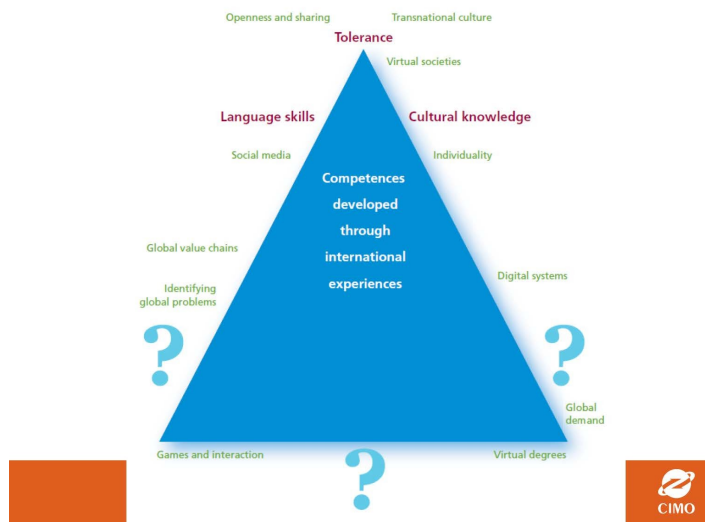 Openness and sharing
Transnational culture
Tolerance
Virtual societies
Language skills
Cultural knowledge
Social media
Individuality
Competences
developed
through
international
experiences
Global value chains
Digital systems
Identifying
global problems
?
?
Global
demand
Games and interaction
Virtual degrees
?
CIMO